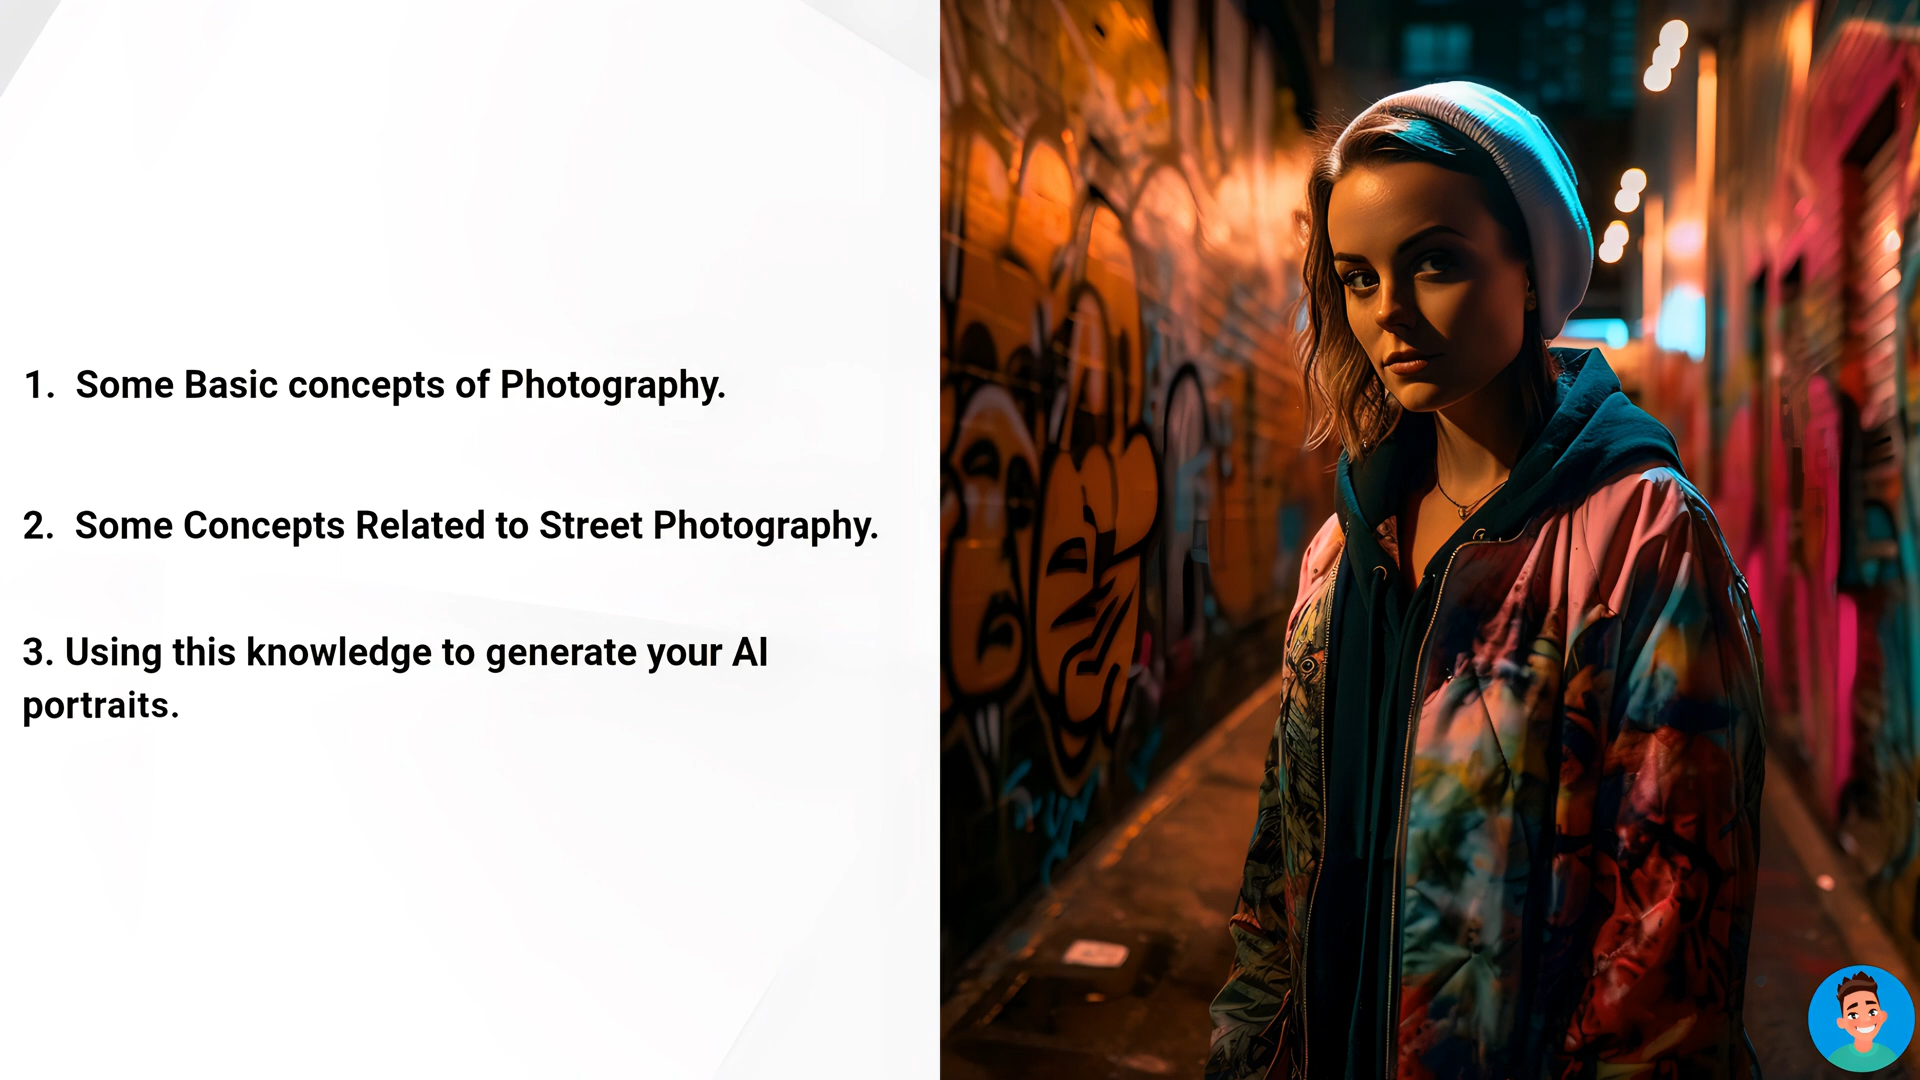 1. Some Basic concepts of Photography.
2. Some Concepts Related to Street Photography.
3. Using this knowledge to generate your AI
portraits.